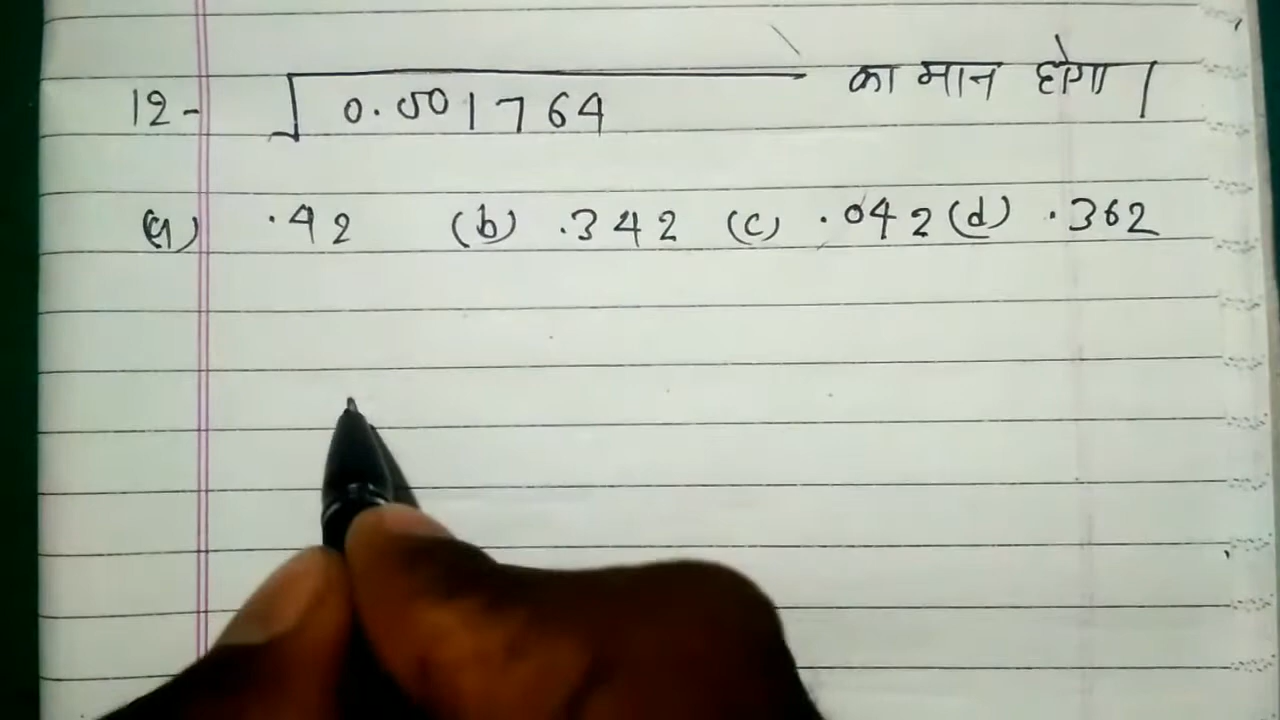 12- √0.001764 का मान होगा |
(a) .42 (b) .342 (c) .042 (d) .362